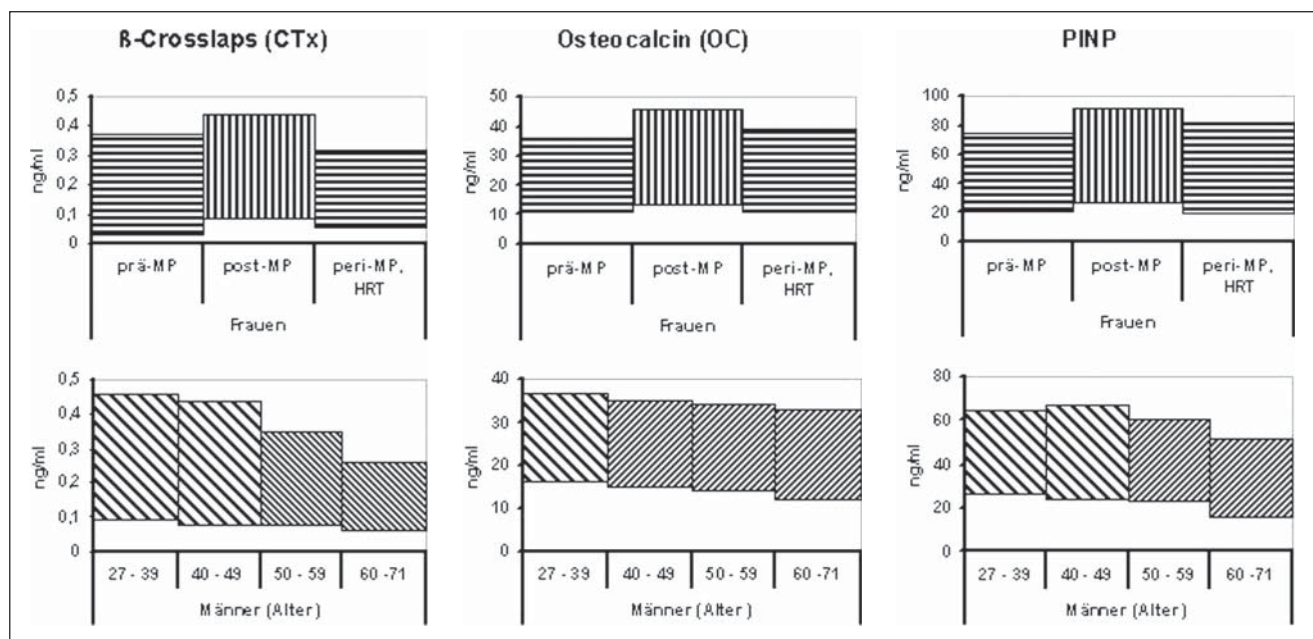 ß-Crosslaps (CTx)
0,5
0,4
0,3
0,2
0,1
0
ng/ml
prä-MP
post-MP
peri-MP,
HRT
Frauen
Osteocalcin (OC)
50
40
30
20
10
0
ng/ml
prä-MP
post-MP
peri-MP,
HRT
Frauen
PINP
100
80
60
40
20
0
ng/ml
prä-MP
post-MP
peri-MP,
HRT
Frauen
0,5
0,4
0,3
0,2
0,1
0
ng/ml
27 - 39
40 - 49
50 - 59
60 -71
Männer (Alter)
40
30
20
10
0
ng/ml
27 - 39
40 - 49
50 - 59
60 -71
Männer (Alter)
80
60
40
20
0
ng/ml
27 - 39
40 - 49
50 - 59
60 -71
Männer (Alter)